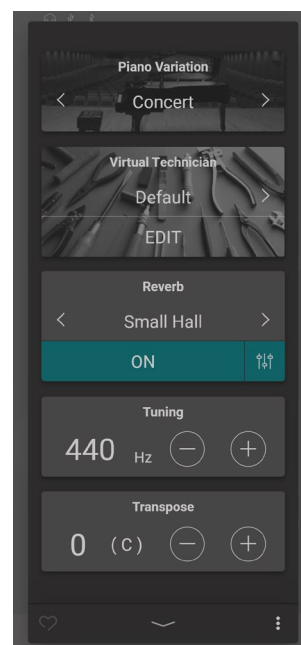 Piano Variation
Concert
Virtual Technician
Default
EDIT
Reverb
Small Hall
ON
Tuning
440 Hz
Transpose
0 (C)